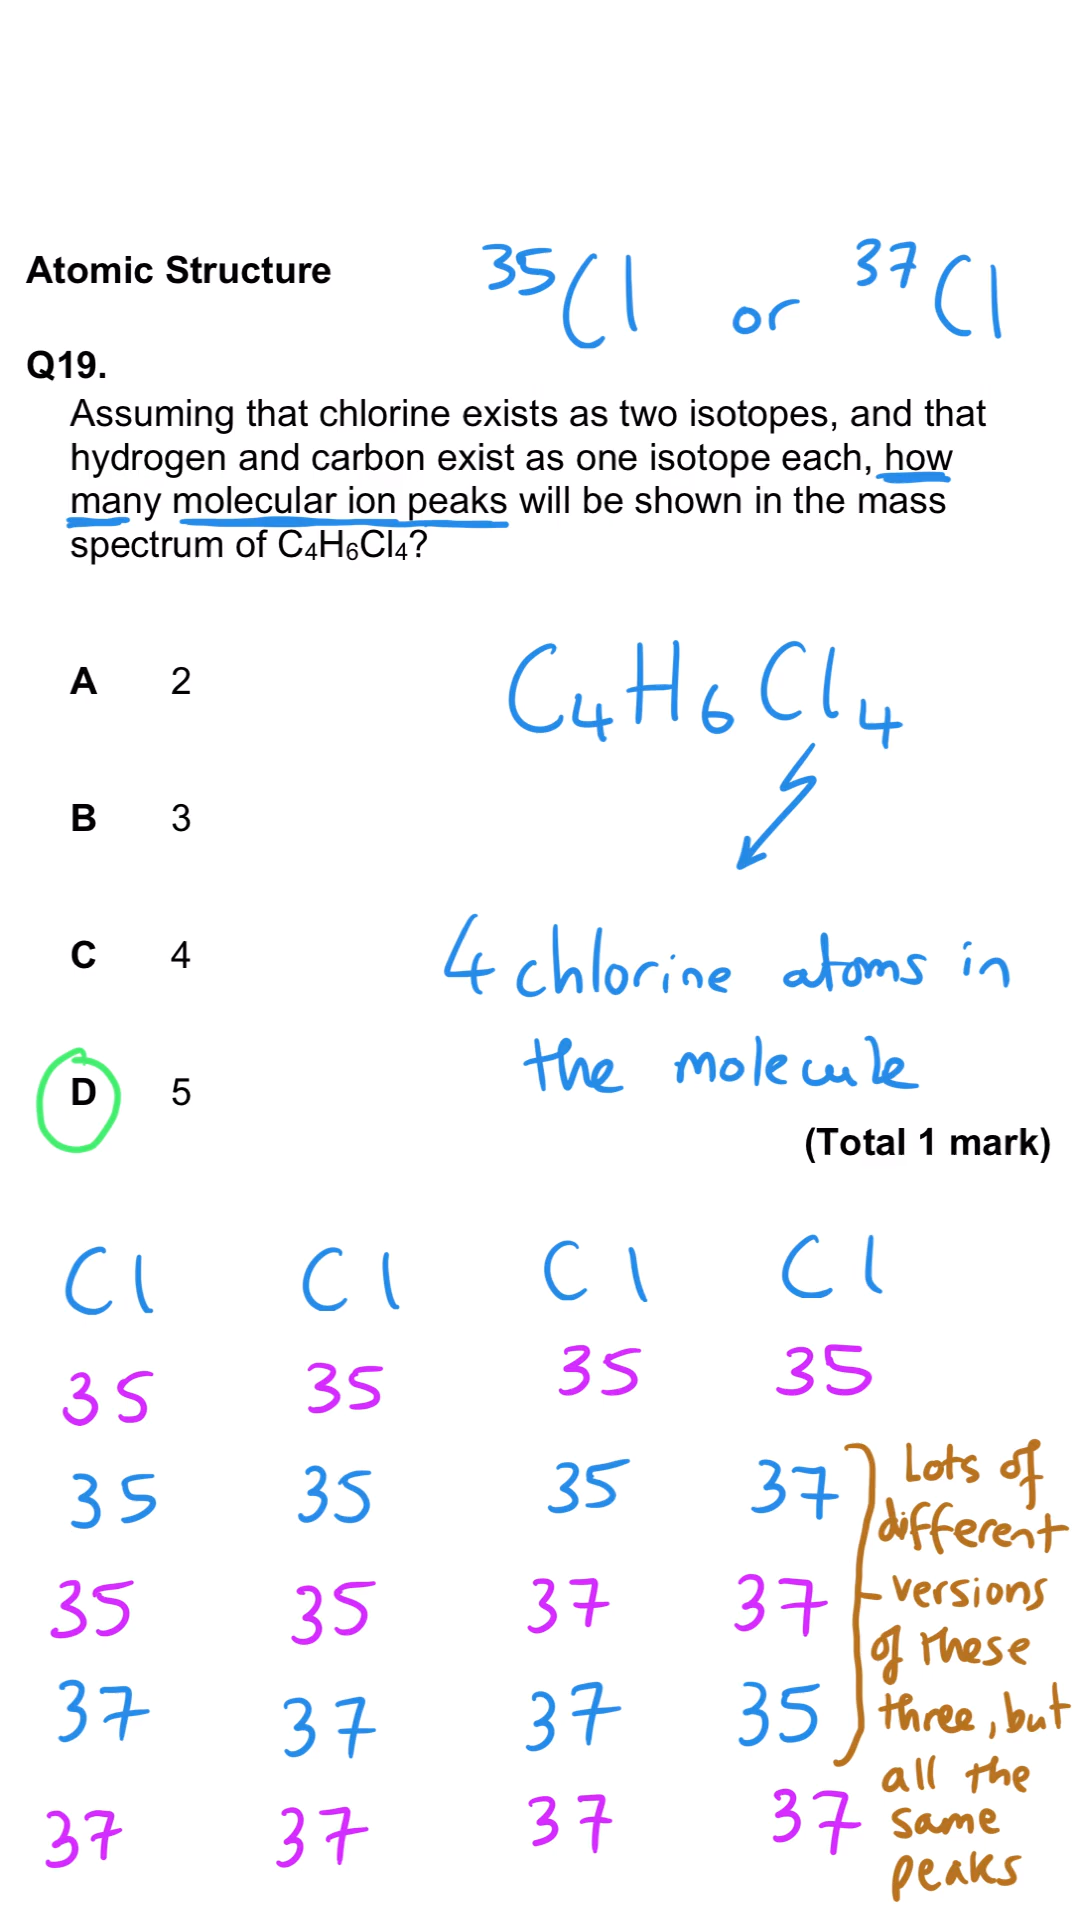 Atomic Structure
³⁵Cl or ³⁷Cl
Q19.
Assuming that chlorine exists as two isotopes, and that
hydrogen and carbon exist as one isotope each, how
many molecular ion peaks will be shown in the mass
spectrum of C₄H₆Cl₄?
A 2
C₄H₆Cl₄
B 3
C 4
4 chlorine atoms in
the molecule
D 5
(Total 1 mark)
Cl Cl Cl Cl
35 35 35 35
35 35 35 37
35 35 37 37
37 37 37 35
37 37 37 37
Lots of
different
versions
of these
three, but
all the
same
peaks